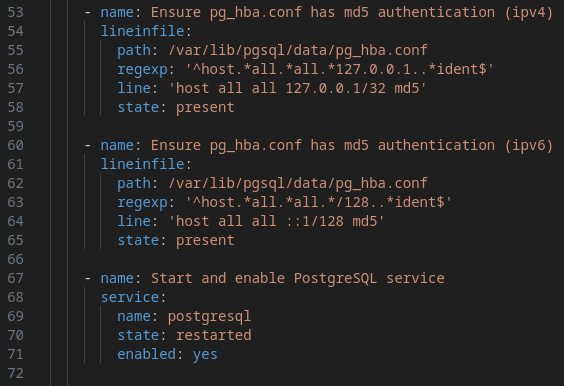 53 - name: Ensure pg_hba.conf has md5 authentication (ipv4)
54 lineinfile:
55 path: /var/lib/pgsql/data/pg_hba.conf
56 regexp: '^host.*all.*all.*127.0.0.1..*ident$'
57 line: 'host all all 127.0.0.1/32 md5'
58 state: present
59
60 - name: Ensure pg_hba.conf has md5 authentication (ipv6)
61 lineinfile:
62 path: /var/lib/pgsql/data/pg_hba.conf
63 regexp: '^host.*all.*all.*/128..*ident$'
64 line: 'host all all ::1/128 md5'
65 state: present
66
67 - name: Start and enable PostgreSQL service
68 service:
69 name: postgresql
70 state: restarted
71 enabled: yes
72